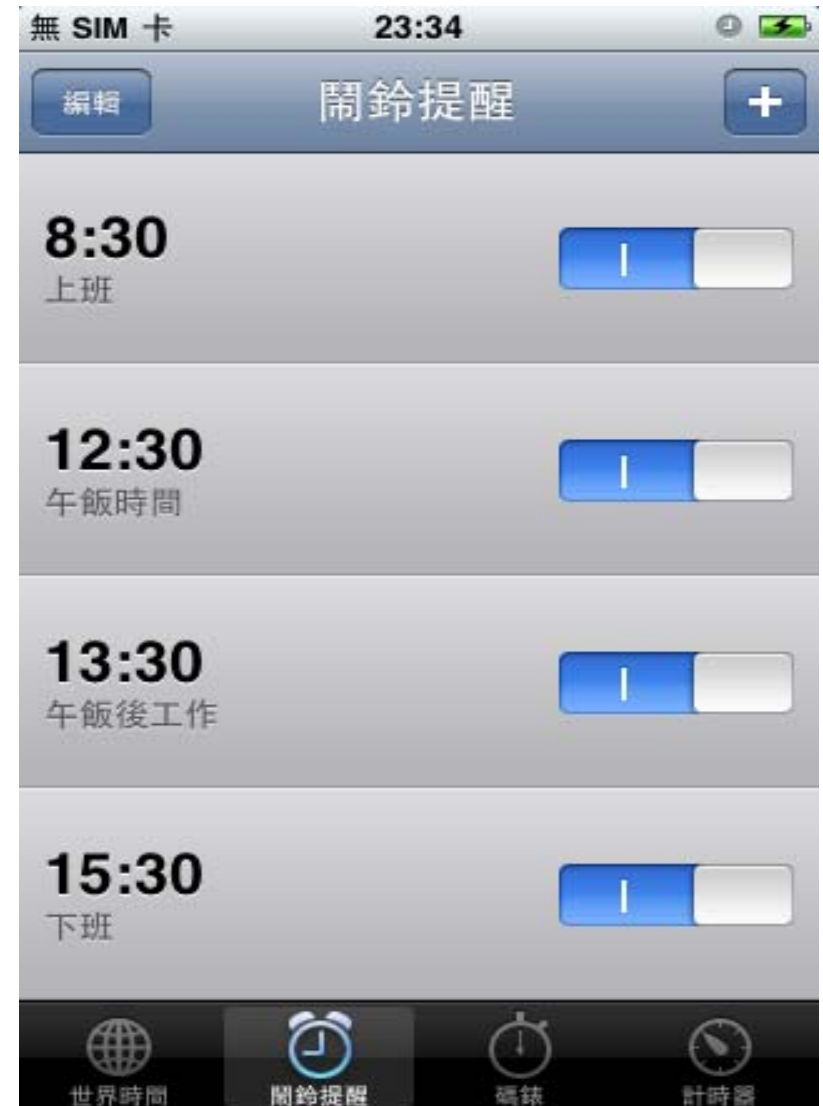 無 SIM 卡 23:34
編輯 鬧鈴提醒 +
8:30
上班
12:30
午飯時間
13:30
午飯後工作
15:30
下班
世界時間 鬧鈴提醒 碼錶 計時器